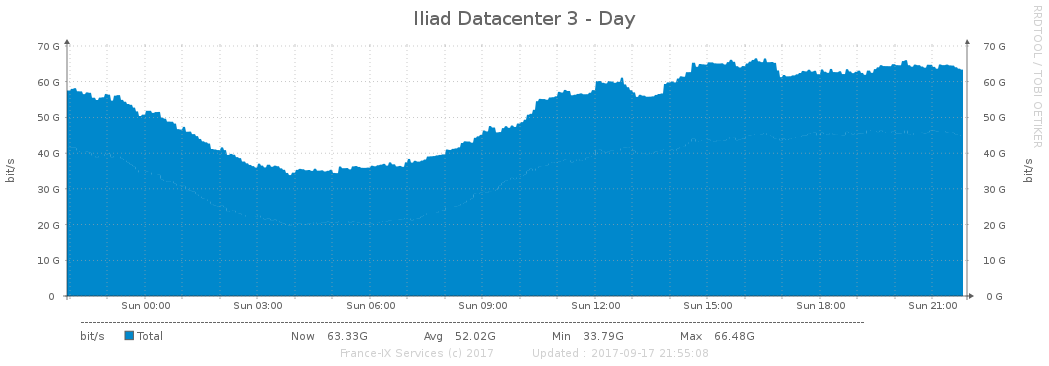 Iliad Datacenter 3 - Day
RRDTOOL / TOBI OETIKER
bit/s
bit/s
70 G 70 G
60 G 60 G
50 G 50 G
40 G 40 G
30 G 30 G
20 G 20 G
10 G 10 G
0 0 G
Sun 00:00 Sun 03:00 Sun 06:00 Sun 09:00 Sun 12:00 Sun 15:00 Sun 18:00 Sun 21:00
bit/s Total Now 63.33G Avg 52.02G Min 33.79G Max 66.48G
France-IX Services (c) 2017 Updated : 2017-09-17 21:55:08